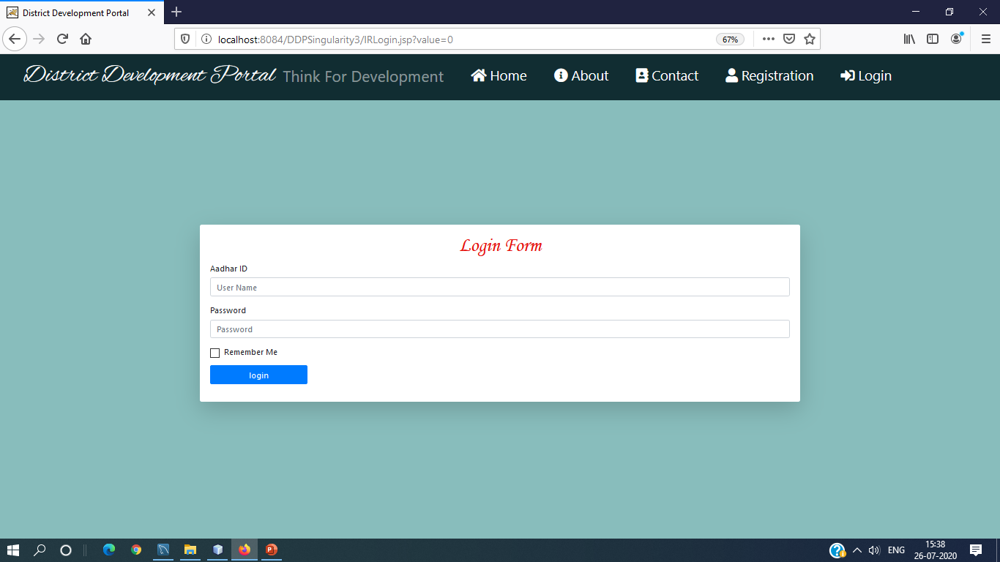 District Development Portal
localhost:8084/DDPSingularity3/IRLogin.jsp?value=0
67%
District Development Portal Think For Development Home About Contact Registration Login
Login Form
Aadhar ID
User Name
Password
Password
Remember Me
login
ENG
15:38
26-07-2020